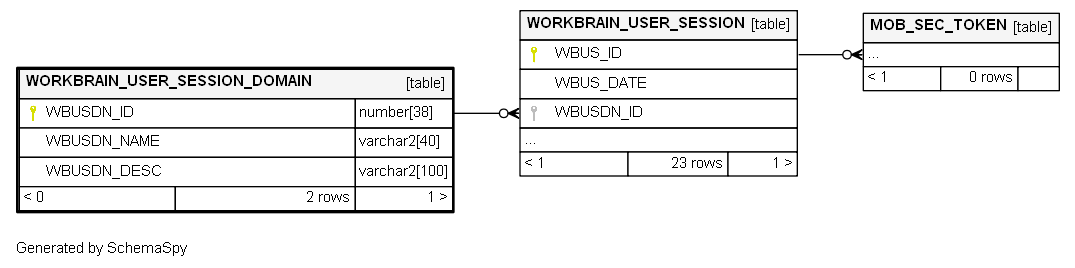 WORKBRAIN_USER_SESSION_DOMAIN [table]
WBUSDN_ID number[38]
WBUSDN_NAME varchar2[40]
WBUSDN_DESC varchar2[100]
< 0 2 rows 1 >
WORKBRAIN_USER_SESSION [table]
WBUS_ID
WBUS_DATE
WBUSDN_ID
...
< 1 23 rows 1 >
MOB_SEC_TOKEN [table]
...
< 1 0 rows
Generated by SchemaSpy